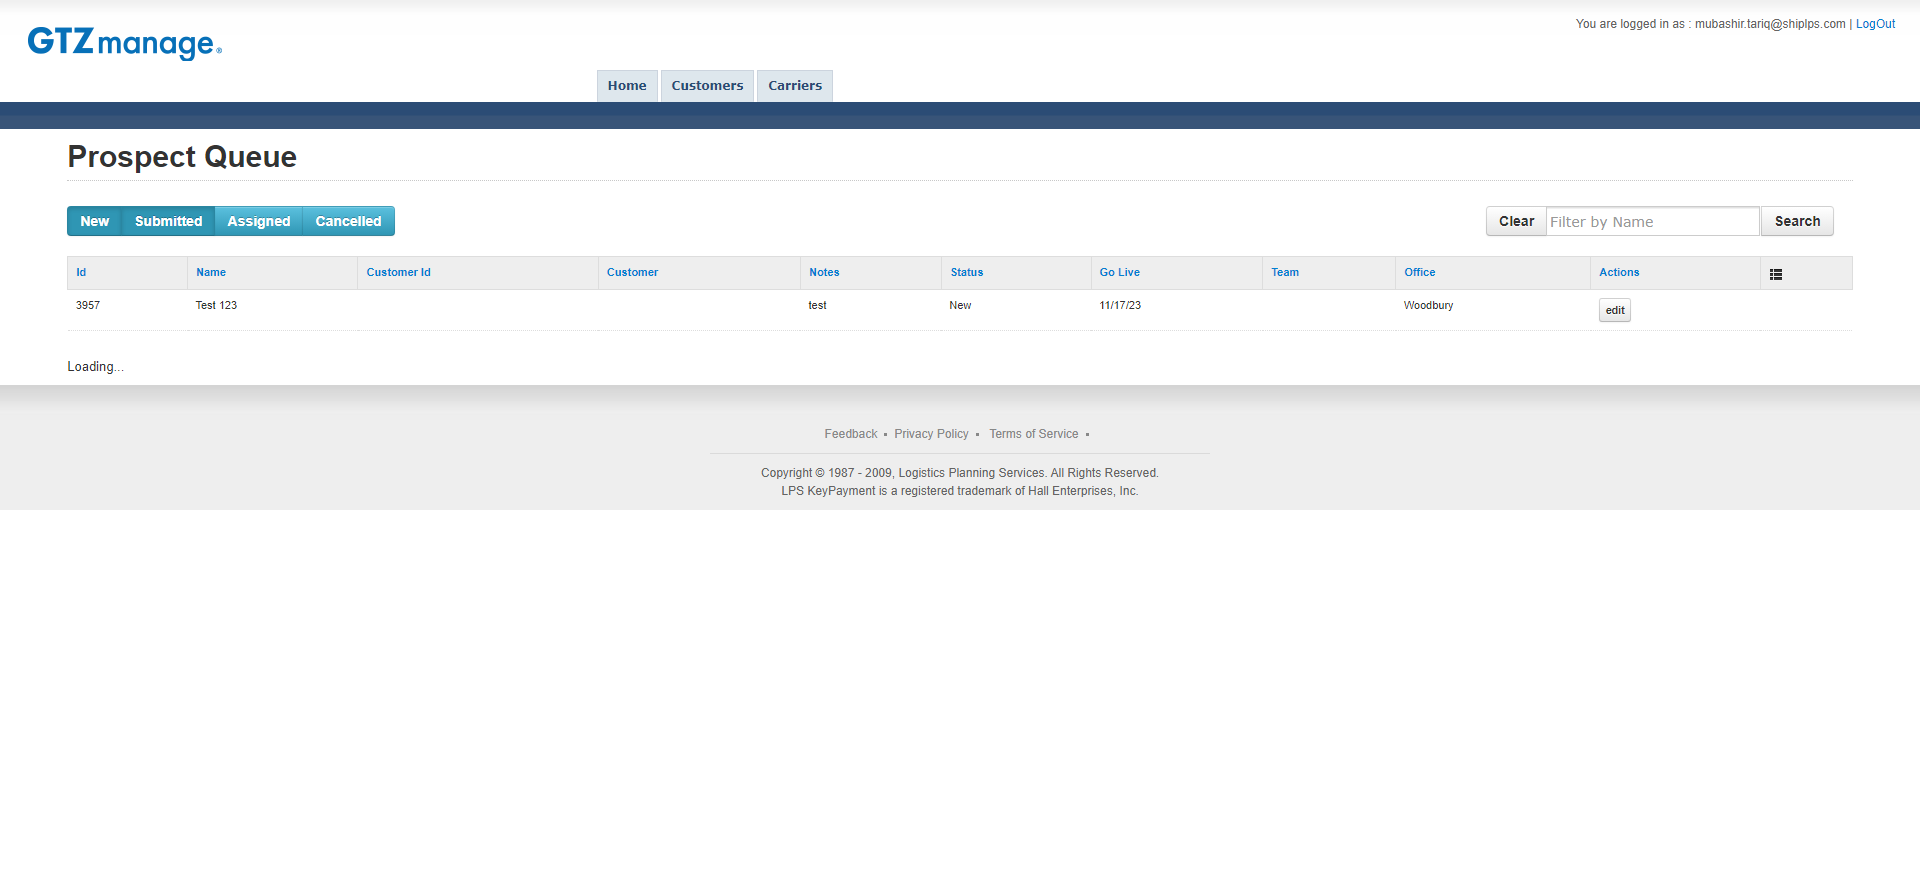 You are logged in as : mubashir.tariq@shiplps.com | LogOut
GTZmanage®
Home Customers Carriers
Prospect Queue
New Submitted Assigned Cancelled Clear Filter by Name Search
Id Name Customer Id Customer Notes Status Go Live Team Office Actions
3957 Test 123 test New 11/17/23 Woodbury edit
Loading...
Feedback ▪ Privacy Policy ▪ Terms of Service ▪
Copyright © 1987 - 2009, Logistics Planning Services. All Rights Reserved.
LPS KeyPayment is a registered trademark of Hall Enterprises, Inc.